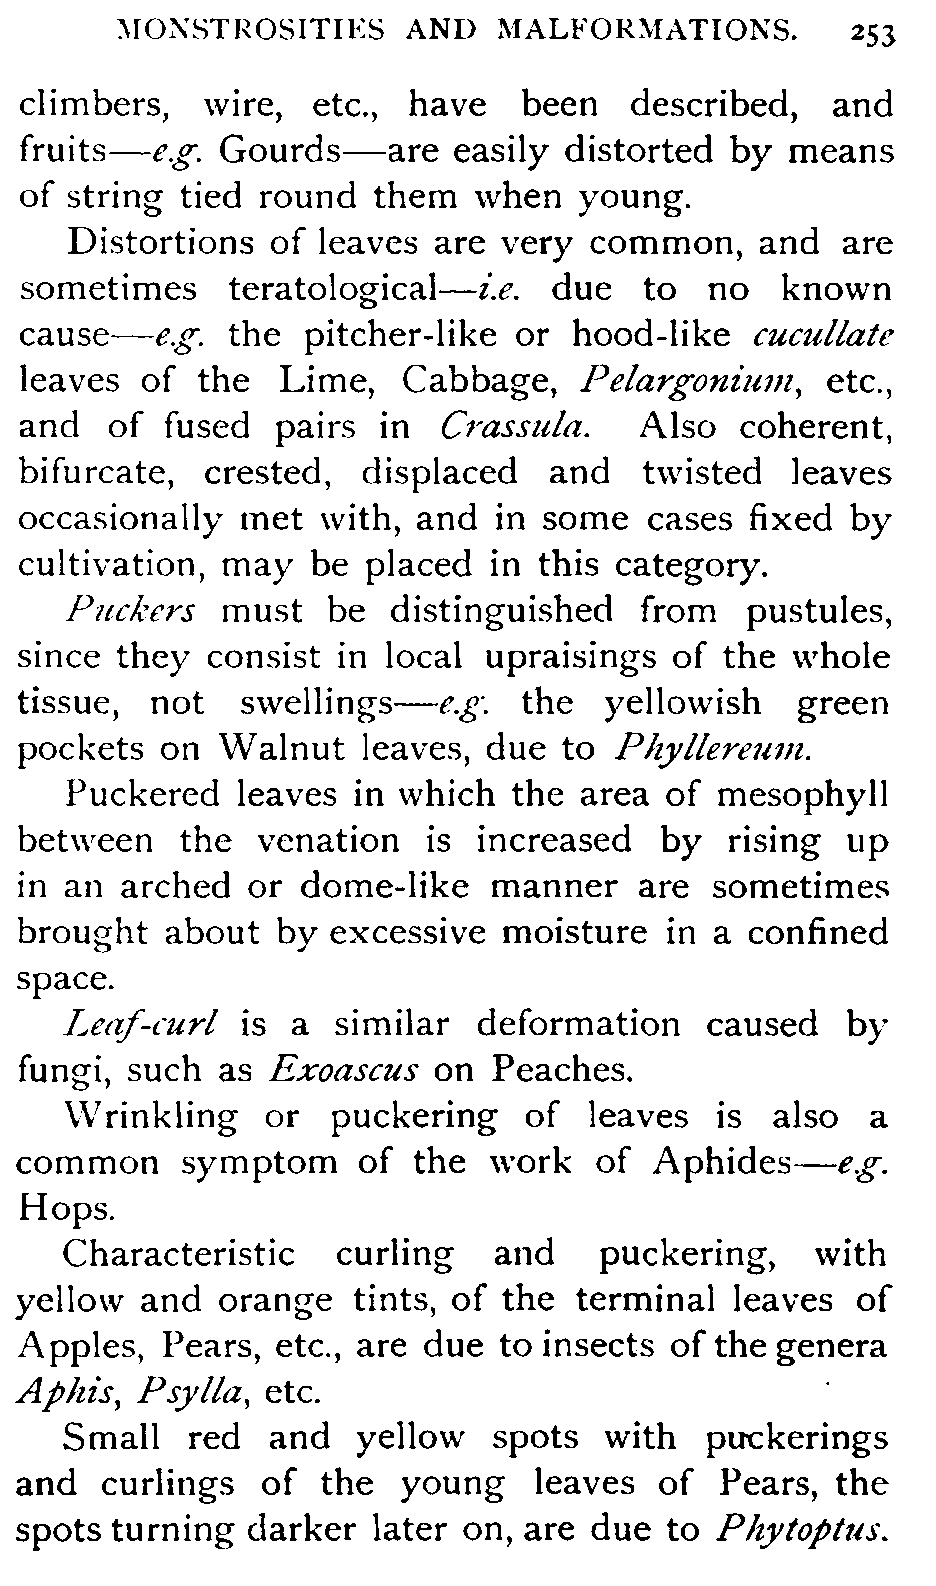 MONSTROSITIES AND MALFORMATIONS. 253
climbers, wire, etc., have been described, and
fruits—e.g. Gourds—are easily distorted by means
of string tied round them when young.
Distortions of leaves are very common, and are
sometimes teratological—i.e. due to no known
cause—e.g. the pitcher-like or hood-like cucullate
leaves of the Lime, Cabbage, Pelargonium, etc.,
and of fused pairs in Crassula. Also coherent,
bifurcate, crested, displaced and twisted leaves
occasionally met with, and in some cases fixed by
cultivation, may be placed in this category.
Puckers must be distinguished from pustules,
since they consist in local upraisings of the whole
tissue, not swellings—e.g. the yellowish green
pockets on Walnut leaves, due to Phyllereum.
Puckered leaves in which the area of mesophyll
between the venation is increased by rising up
in an arched or dome-like manner are sometimes
brought about by excessive moisture in a confined
space.
Leaf-curl is a similar deformation caused by
fungi, such as Exoascus on Peaches.
Wrinkling or puckering of leaves is also a
common symptom of the work of Aphides—e.g.
Hops.
Characteristic curling and puckering, with
yellow and orange tints, of the terminal leaves of
Apples, Pears, etc., are due to insects of the genera
Aphis, Psylla, etc.
Small red and yellow spots with puckerings
and curlings of the young leaves of Pears, the
spots turning darker later on, are due to Phytoptus.